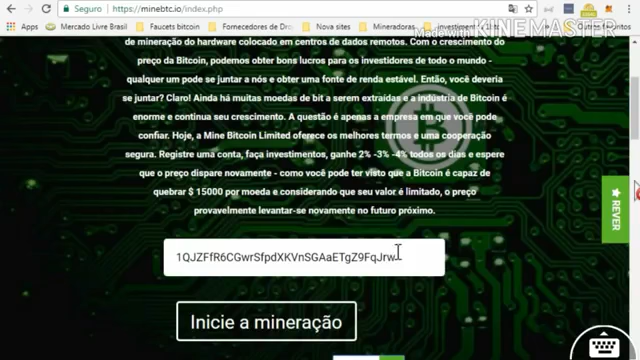 Seguro https://minebtc.io/index.php
Apps Mercado Livre Brasil Faucets bitcoin Fornecedores de Dro Nova sites Mineradoras investimento Outros favoritos
Made with KINEMASTER
de mineração do hardware colocado em centros de dados remotos. Com o crescimento do
preço da Bitcoin, podemos obter bons lucros para os investidores de todo o mundo -
qualquer um pode se juntar a nós e obter uma fonte de renda estável. Então, você deveria
se juntar? Claro! Ainda há muitas moedas de bit a serem extraídas e a indústria de Bitcoin é
enorme e continua seu crescimento. A questão é apenas a empresa em que você pode
confiar. Hoje, a Mine Bitcoin Limited oferece os melhores termos e uma cooperação
segura. Registre uma conta, faça investimentos, ganhe 2% -3% -4% todos os dias e espere
que o preço dispare novamente - como você pode ter visto que a Bitcoin é capaz de
quebrar $ 15000 por moeda e considerando que seu valor é limitado, o preço
provavelmente levantar-se novamente no futuro próximo.
REVER
1QJZFfR6CGwrSfpdXKVnSGAaETgZ9FqJrw
Inicie a mineração